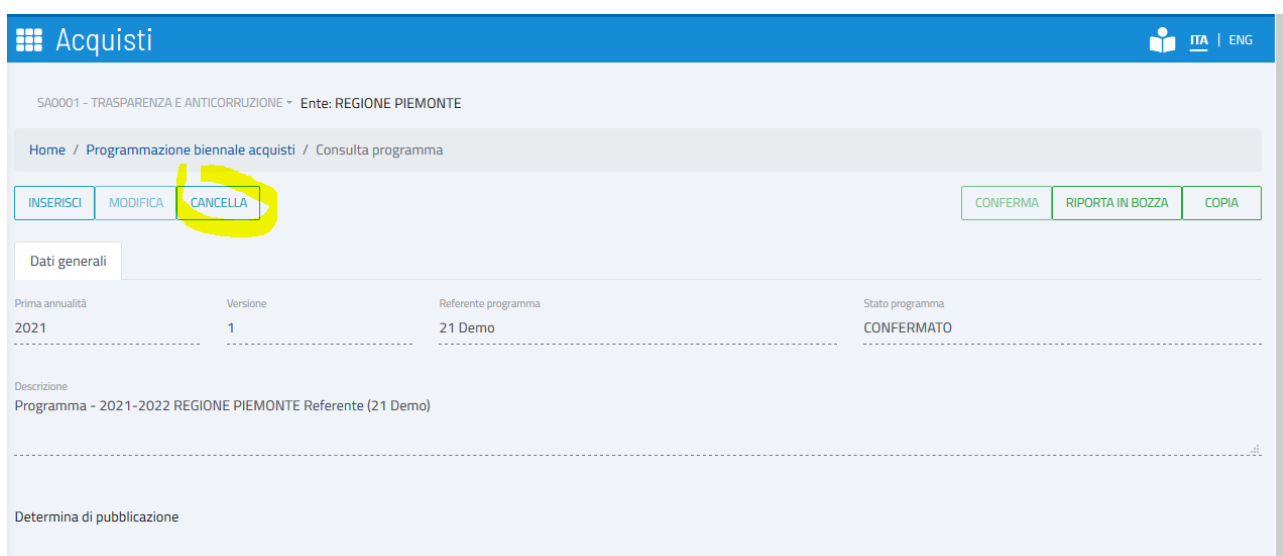 Acquisti
ITA | ENG
SA0001 - TRASPARENZA E ANTICORRUZIONE Ente: REGIONE PIEMONTE
Home / Programmazione biennale acquisti / Consulta programma
INSERISCI MODIFICA CANCELLA CONFERMA RIPORTA IN BOZZA COPIA
Dati generali
Prima annualità Versione Referente programma Stato programma
2021 1 21 Demo CONFERMATO
Descrizione
Programma - 2021-2022 REGIONE PIEMONTE Referente (21 Demo)
Determina di pubblicazione